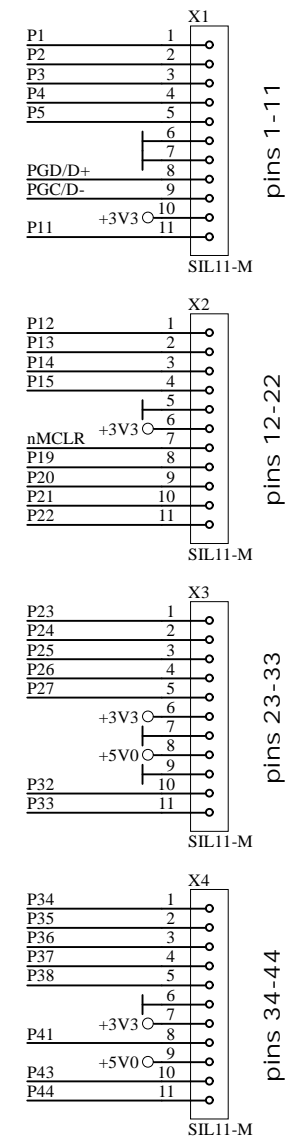 X1
P1 1
P2 2
P3 3
P4 4
P5 5
6
7
PGD/D+ 8
PGC/D- 9
+3V3 10
P11 11
SIL11-M
pins 1-11
X2
P12 1
P13 2
P14 3
P15 4
5
+3V3 6
nMCLR 7
P19 8
P20 9
P21 10
P22 11
SIL11-M
pins 12-22
X3
P23 1
P24 2
P25 3
P26 4
P27 5
+3V3 6
7
+5V0 8
9
P32 10
P33 11
SIL11-M
pins 23-33
X4
P34 1
P35 2
P36 3
P37 4
P38 5
6
+3V3 7
P41 8
+5V0 9
P43 10
P44 11
SIL11-M
pins 34-44